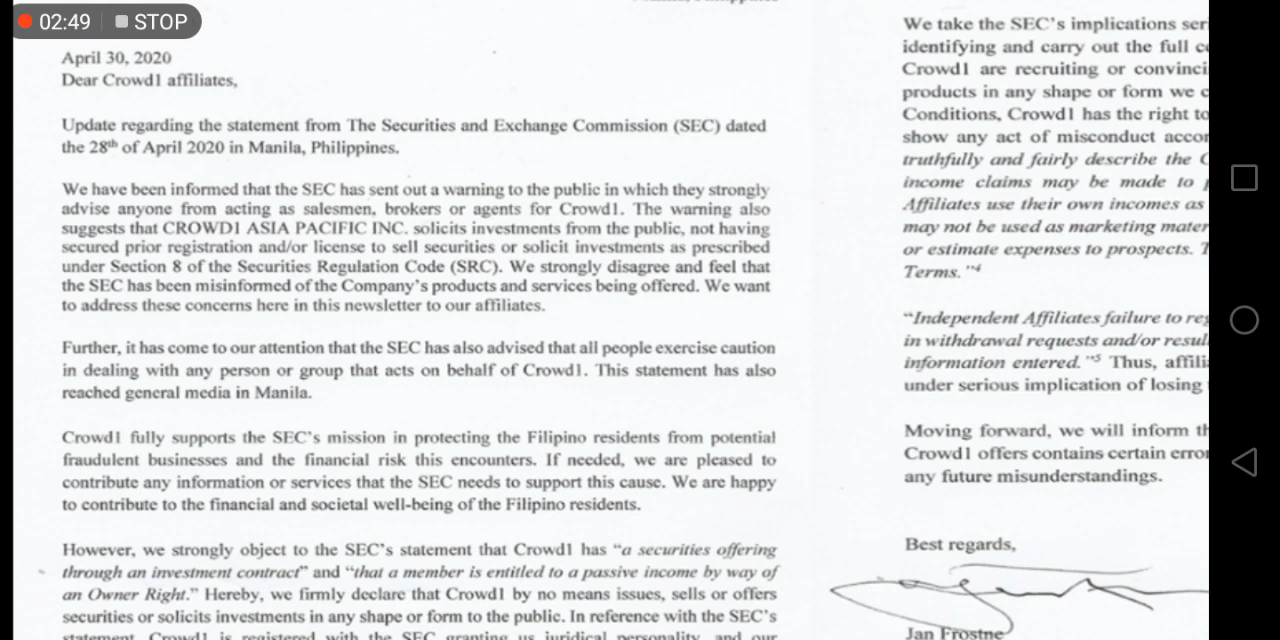 02:49 STOP
April 30, 2020
Dear Crowd1 affiliates,
Update regarding the statement from The Securities and Exchange Commission (SEC) dated
the 28th of April 2020 in Manila, Philippines.
We have been informed that the SEC has sent out a warning to the public in which they strongly
advise anyone from acting as salesmen, brokers or agents for Crowd1. The warning also
suggests that CROWD1 ASIA PACIFIC INC. solicits investments from the public, not having
secured prior registration and/or license to sell securities or solicit investments as prescribed
under Section 8 of the Securities Regulation Code (SRC). We strongly disagree and feel that
the SEC has been misinformed of the Company's products and services being offered. We want
to address these concerns here in this newsletter to our affiliates.
Further, it has come to our attention that the SEC has also advised that all people exercise caution
in dealing with any person or group that acts on behalf of Crowd1. This statement has also
reached general media in Manila.
Crowd1 fully supports the SEC's mission in protecting the Filipino residents from potential
fraudulent businesses and the financial risk this encounters. If needed, we are pleased to
contribute any information or services that the SEC needs to support this cause. We are happy
to contribute to the financial and societal well-being of the Filipino residents.
However, we strongly object to the SEC's statement that Crowd1 has "a securities offering
through an investment contract" and "that a member is entitled to a passive income by way of
an Owner Right." Hereby, we firmly declare that Crowd1 by no means issues, sells or offers
securities or solicits investments in any shape or form to the public. In reference with the SEC's
statement, Crowd1 is registered with the SEC granting us juridical personality, and our
We take the SEC's implications
identifying and carry out the full
Crowd1 are recruiting or
products in any shape or form we
Conditions, Crowd1 has the right to
show any act of misconduct
truthfully and fairly describe the
income claims may be made to
Affiliates use their own incomes as
may not be used as marketing
or estimate expenses to prospects.
Terms."4
"Independent Affiliates failure to
in withdrawal requests and/or
information entered."5 Thus,
under serious implication of losing
Moving forward, we will inform
Crowd1 offers contains certain
any future misunderstandings.
Best regards,
Jan Frostne